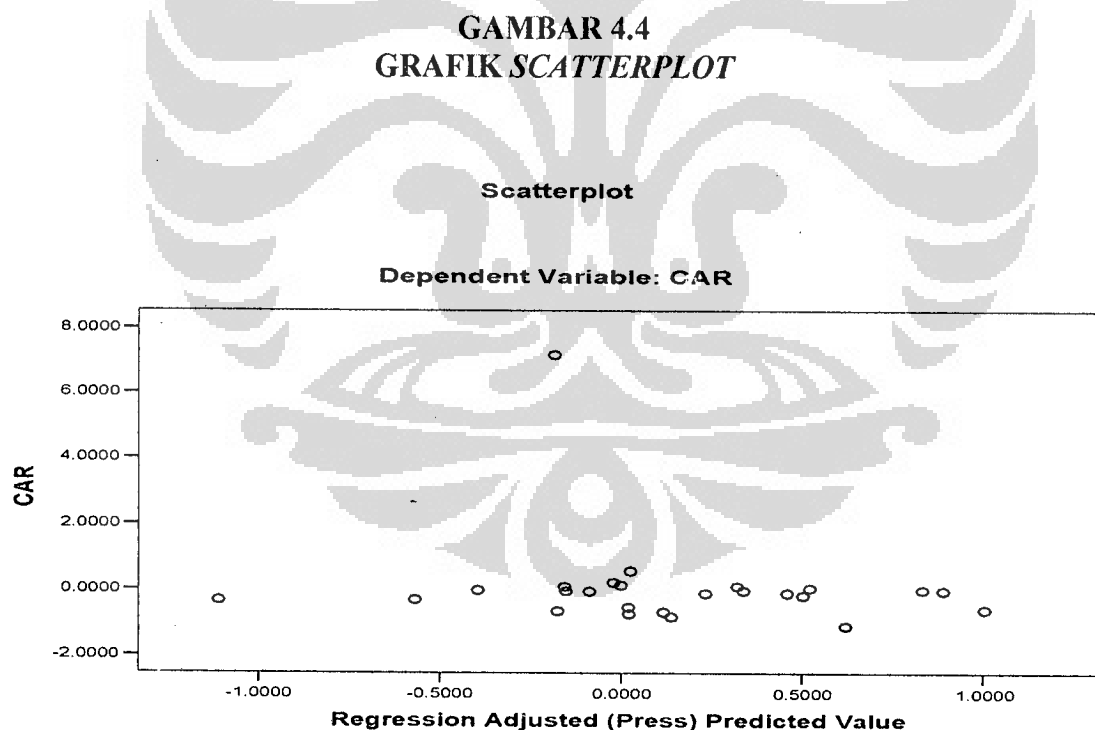 GAMBAR 4.4
GRAFIK SCATTERPLOT
Scatterplot
Dependent Variable: CAR
8.0000
6.0000
4.0000
2.0000
0.0000
-2.0000
CAR
-1.0000 -0.5000 0.0000 0.5000 1.0000
Regression Adjusted (Press) Predicted Value